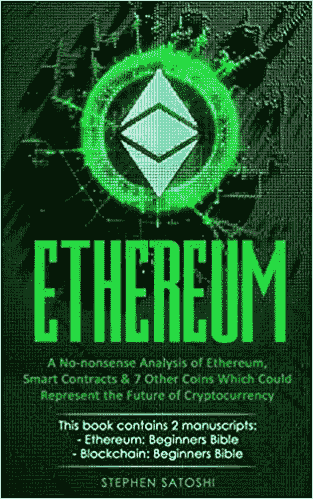 ETHEREUM
A No-nonsense Analysis of Ethereum,
Smart Contracts & 7 Other Coins Which Could
Represent the Future of Cryptocurrency
This book contains 2 manuscripts:
- Ethereum: Beginners Bible
- Blockchain: Beginners Bible
STEPHEN SATOSHI